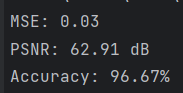 MSE: 0.03
PSNR: 62.91 dB
Accuracy: 96.67%